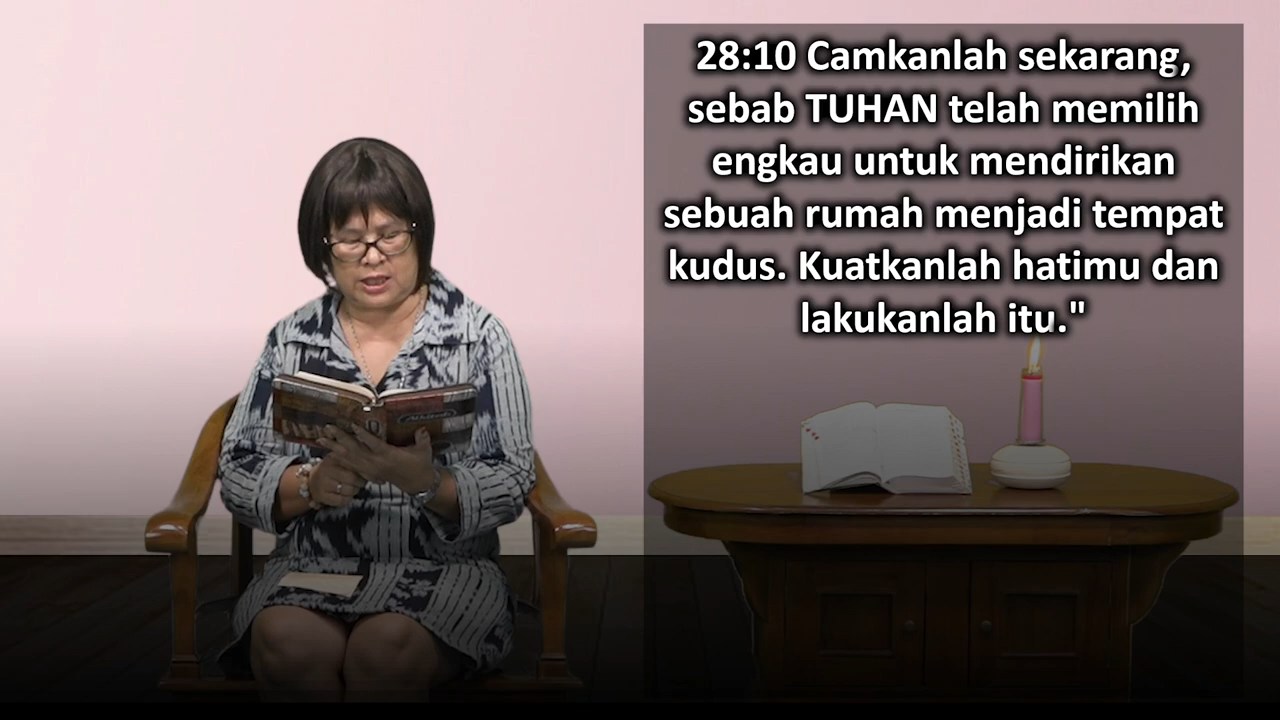 28:10 Camkanlah sekarang,
sebab TUHAN telah memilih
engkau untuk mendirikan
sebuah rumah menjadi tempat
kudus. Kuatkanlah hatimu dan
lakukanlah itu."
Alkitab